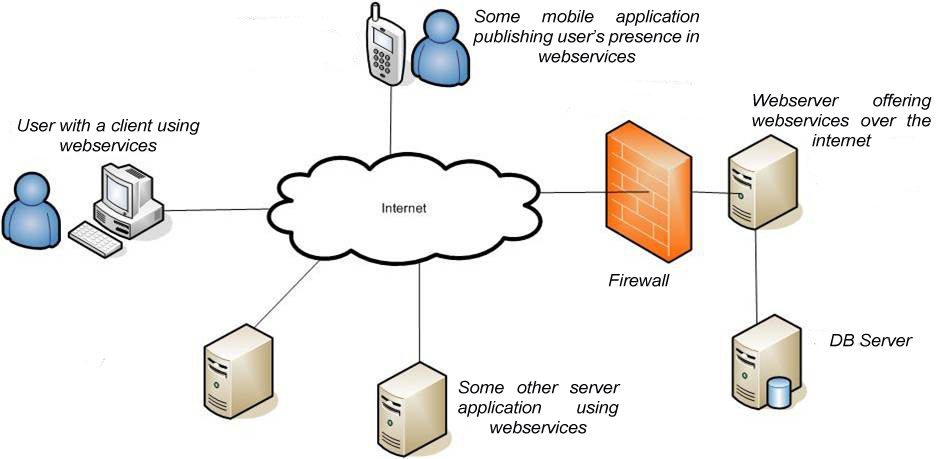 Some mobile application
publishing user's presence in
webservices
Webserver offering
webservices over the
internet
User with a client using
webservices
Internet
Firewall
DB Server
Some other server
application using
webservices